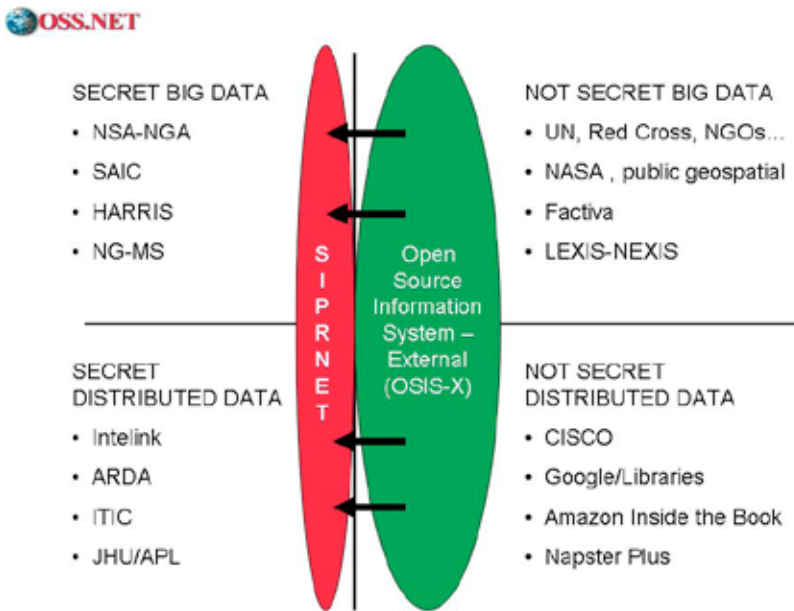 OSS.NET
SECRET BIG DATA
• NSA-NGA
• SAIC
• HARRIS
• NG-MS
NOT SECRET BIG DATA
• UN, Red Cross, NGOs...
• NASA , public geospatial
• Factiva
• LEXIS-NEXIS
SIPRNET
Open
Source
Information
System –
External
(OSIS-X)
SECRET
DISTRIBUTED DATA
• Intelink
• ARDA
• ITIC
• JHU/APL
NOT SECRET
DISTRIBUTED DATA
• CISCO
• Google/Libraries
• Amazon Inside the Book
• Napster Plus